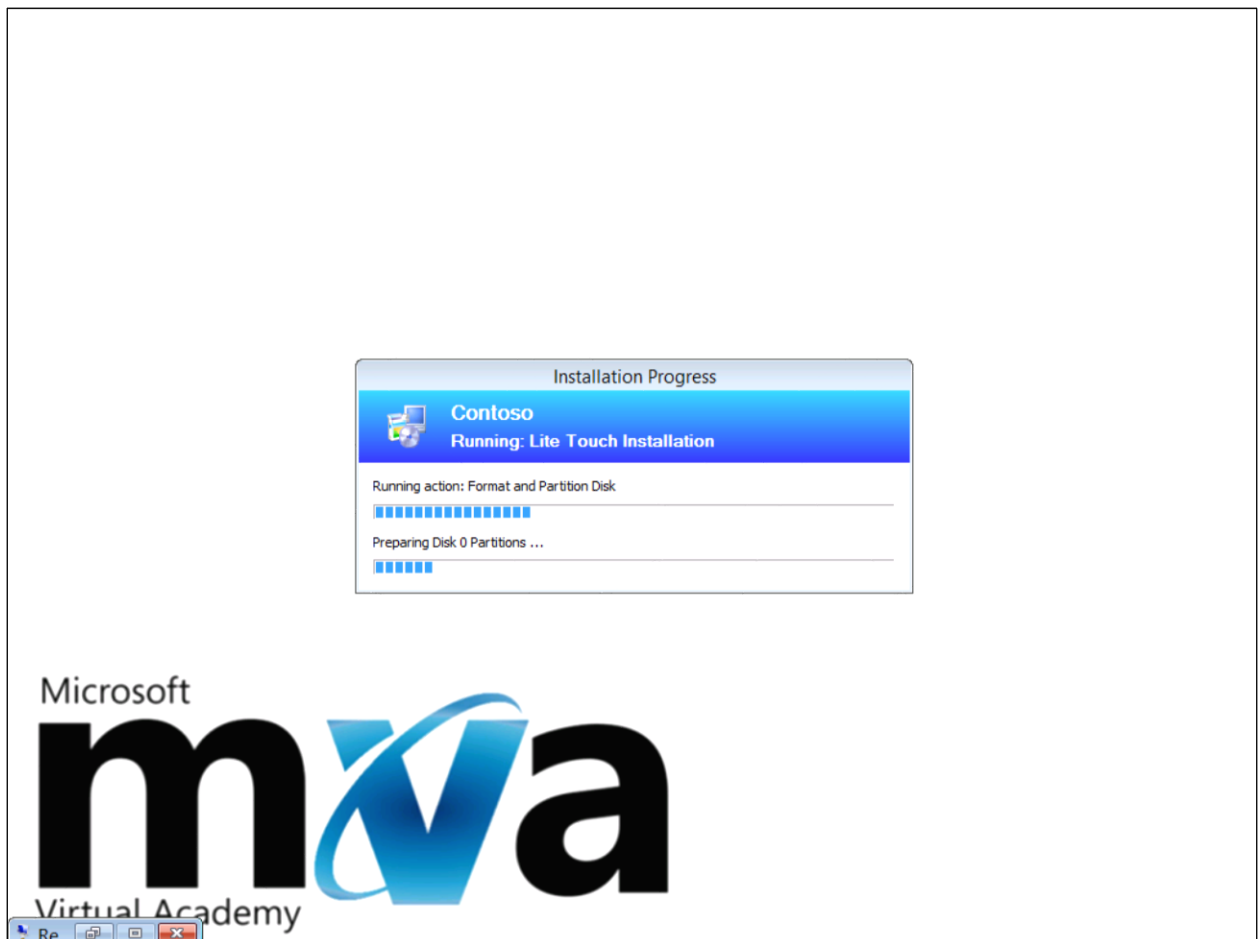 Installation Progress
Contoso
Running: Lite Touch Installation
Running action: Format and Partition Disk
Preparing Disk 0 Partitions ...
Microsoft
mva
Virtual Academy
Re...